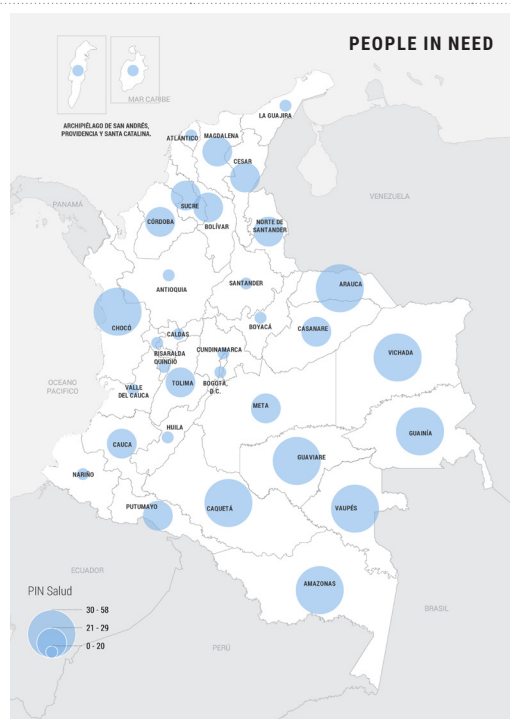 PEOPLE IN NEED
MAR CARIBE
ARCHIPIÉLAGO DE SAN ANDRÉS,
PROVIDENCIA Y SANTA CATALINA.
LA GUAJIRA
ATLÁNTICO
MAGDALENA
CESAR
VENEZUELA
PANAMÁ
SUCRE
CÓRDOBA
BOLÍVAR
NORTE DE
SANTANDER
ANTIOQUIA
SANTANDER
ARAUCA
CHOCÓ
BOYACÁ
CASANARE
CALDAS
RISARALDA
QUINDÍO
CUNDINAMARCA
VICHADA
OCEANO
PACIFICO
VALLE
DEL CAUCA
TOLIMA
BOGOTÁ,
D.C.
META
GUAINÍA
CAUCA
HUILA
GUAVIARE
NARIÑO
PUTUMAYO
CAQUETÁ
VAUPÉS
ECUADOR
AMAZONAS
PIN Salud
30 - 58
21 - 29
0 - 20
BRASIL
PERÚ